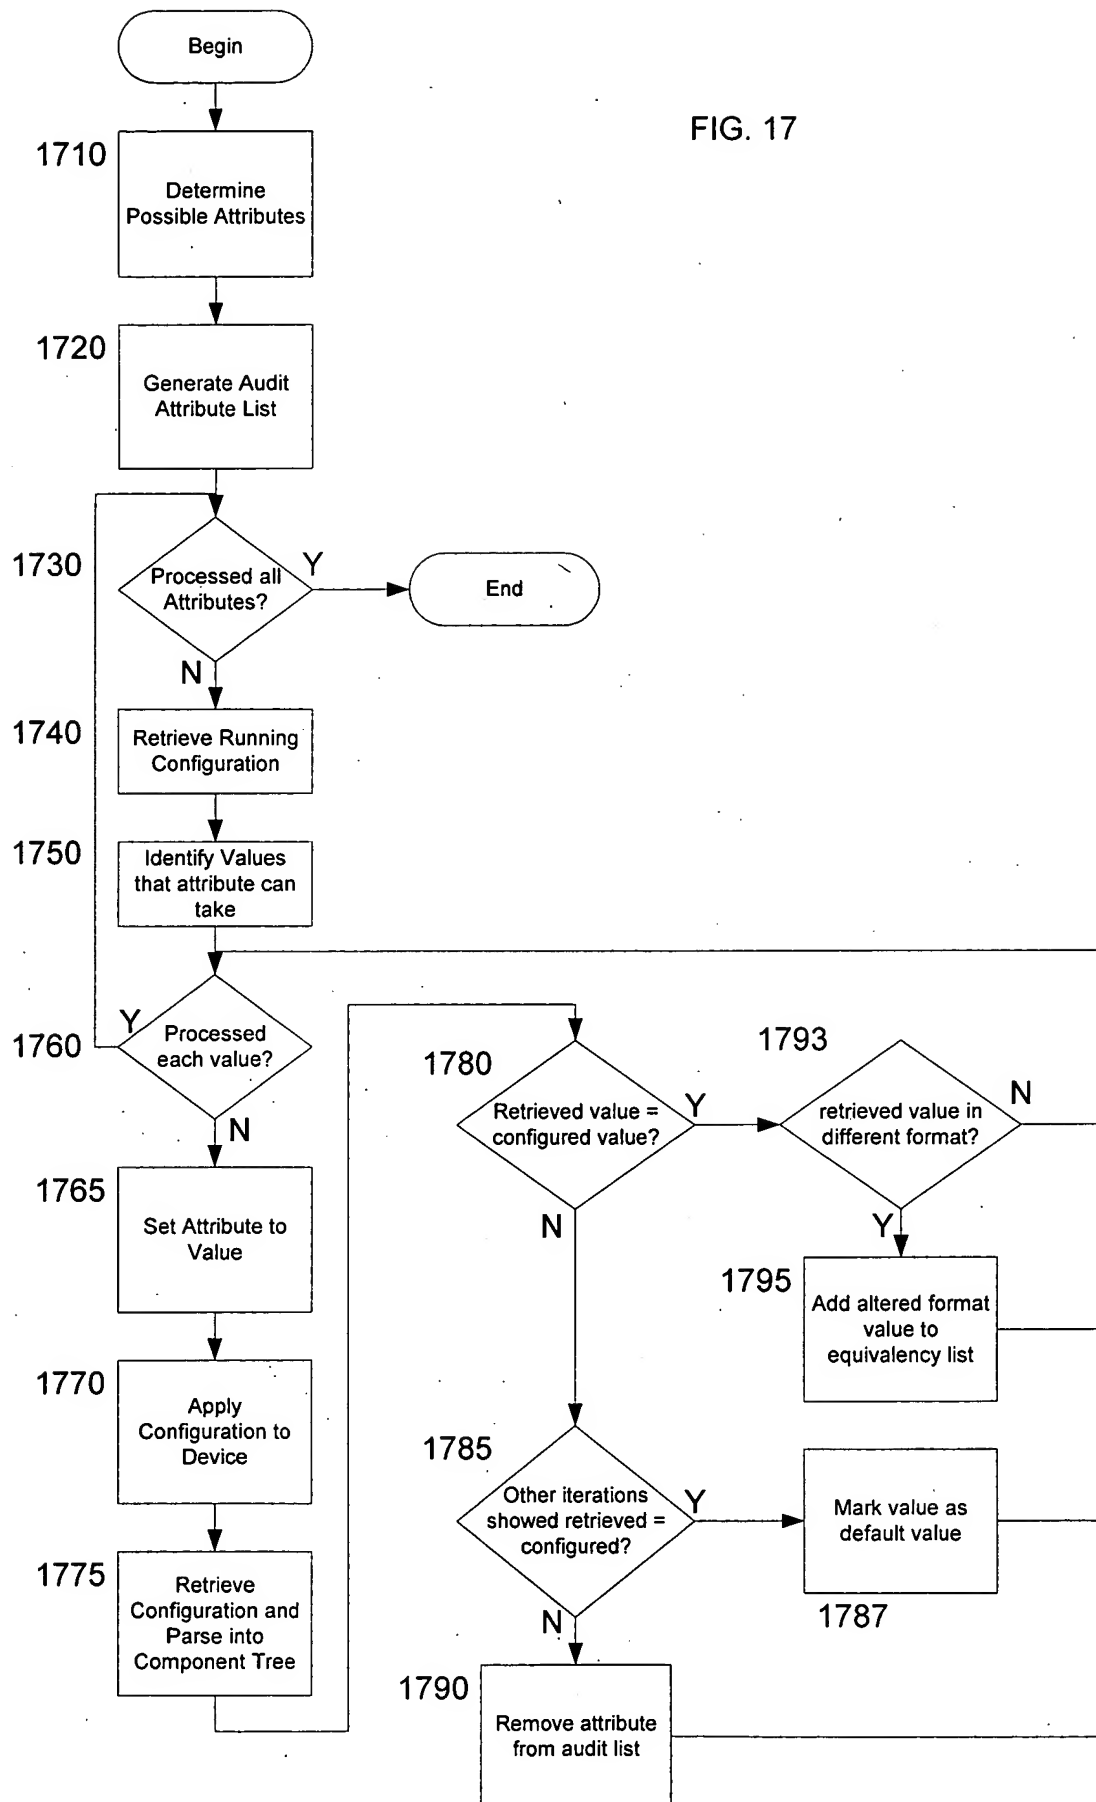 Begin
FIG. 17
1710
Determine
Possible Attributes
1720
Generate Audit
Attribute List
1730
Processed all
Attributes?
Y
End
N
1740
Retrieve Running
Configuration
1750
Identify Values
that attribute can
take
1760
Y
Processed
each value?
N
1765
Set Attribute to
Value
1770
Apply
Configuration to
Device
1775
Retrieve
Configuration and
Parse into
Component Tree
1780
Retrieved value =
configured value?
Y
N
1793
retrieved value in
different format?
N
Y
1795
Add altered format
value to
equivalency list
1785
Other iterations
showed retrieved =
configured?
Y
N
Mark value as
default value
1787
1790
Remove attribute
from audit list